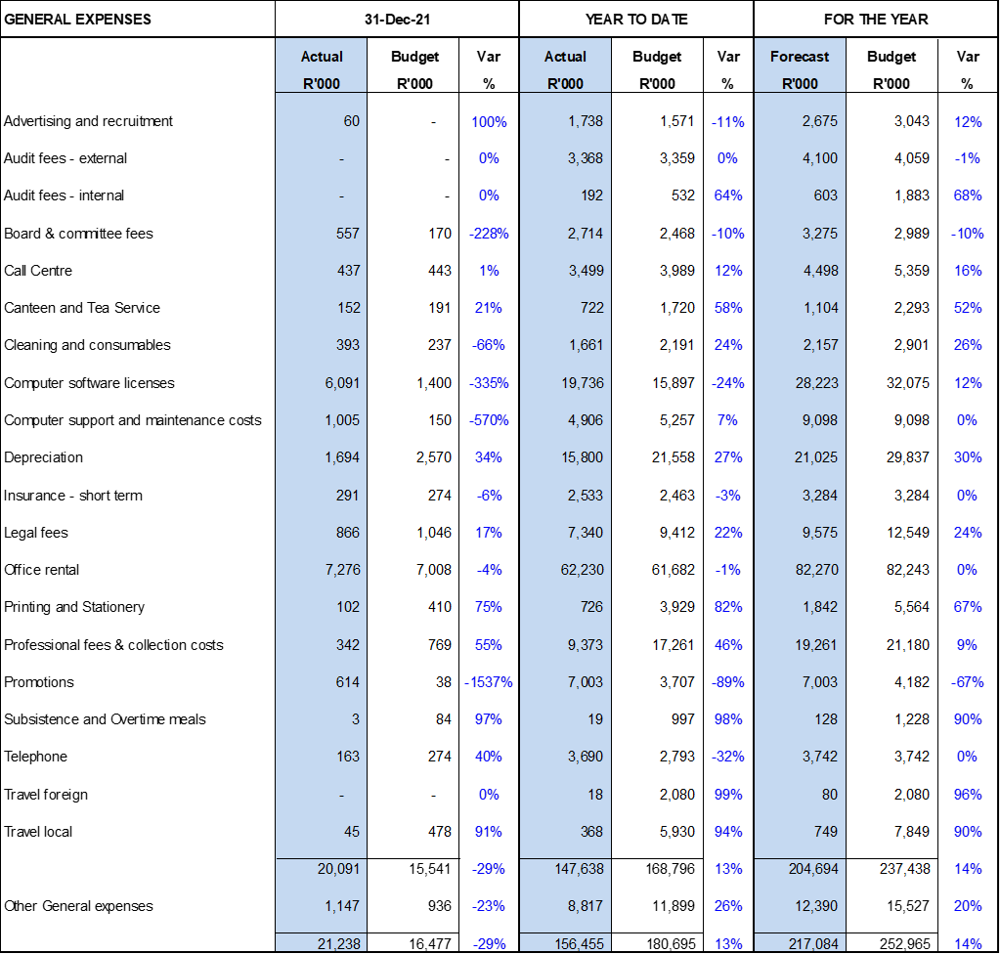 GENERAL EXPENSES 31-Dec-21 YEAR TO DATE FOR THE YEAR
Actual Budget Var Actual Budget Var Forecast Budget Var
R'000 R'000 % R'000 R'000 % R'000 R'000 %
Advertising and recruitment 60 - 100% 1,738 1,571 -11% 2,675 3,043 12%
Audit fees - external - - 0% 3,368 3,359 0% 4,100 4,059 -1%
Audit fees - internal - - 0% 192 532 64% 603 1,883 68%
Board & committee fees 557 170 -228% 2,714 2,468 -10% 3,275 2,989 -10%
Call Centre 437 443 1% 3,499 3,989 12% 4,498 5,359 16%
Canteen and Tea Service 152 191 21% 722 1,720 58% 1,104 2,293 52%
Cleaning and consumables 393 237 -66% 1,661 2,191 24% 2,157 2,901 26%
Computer software licenses 6,091 1,400 -335% 19,736 15,897 -24% 28,223 32,075 12%
Computer support and maintenance costs 1,005 150 -570% 4,906 5,257 7% 9,098 9,098 0%
Depreciation 1,694 2,570 34% 15,800 21,558 27% 21,025 29,837 30%
Insurance - short term 291 274 -6% 2,533 2,463 -3% 3,284 3,284 0%
Legal fees 866 1,046 17% 7,340 9,412 22% 9,575 12,549 24%
Office rental 7,276 7,008 -4% 62,230 61,682 -1% 82,270 82,243 0%
Printing and Stationery 102 410 75% 726 3,929 82% 1,842 5,564 67%
Professional fees & collection costs 342 769 55% 9,373 17,261 46% 19,261 21,180 9%
Promotions 614 38 -1537% 7,003 3,707 -89% 7,003 4,182 -67%
Subsistence and Overtime meals 3 84 97% 19 997 98% 128 1,228 90%
Telephone 163 274 40% 3,690 2,793 -32% 3,742 3,742 0%
Travel foreign - - 0% 18 2,080 99% 80 2,080 96%
Travel local 45 478 91% 368 5,930 94% 749 7,849 90%
20,091 15,541 -29% 147,638 168,796 13% 204,694 237,438 14%
Other General expenses 1,147 936 -23% 8,817 11,899 26% 12,390 15,527 20%
21,238 16,477 -29% 156,455 180,695 13% 217,084 252,965 14%